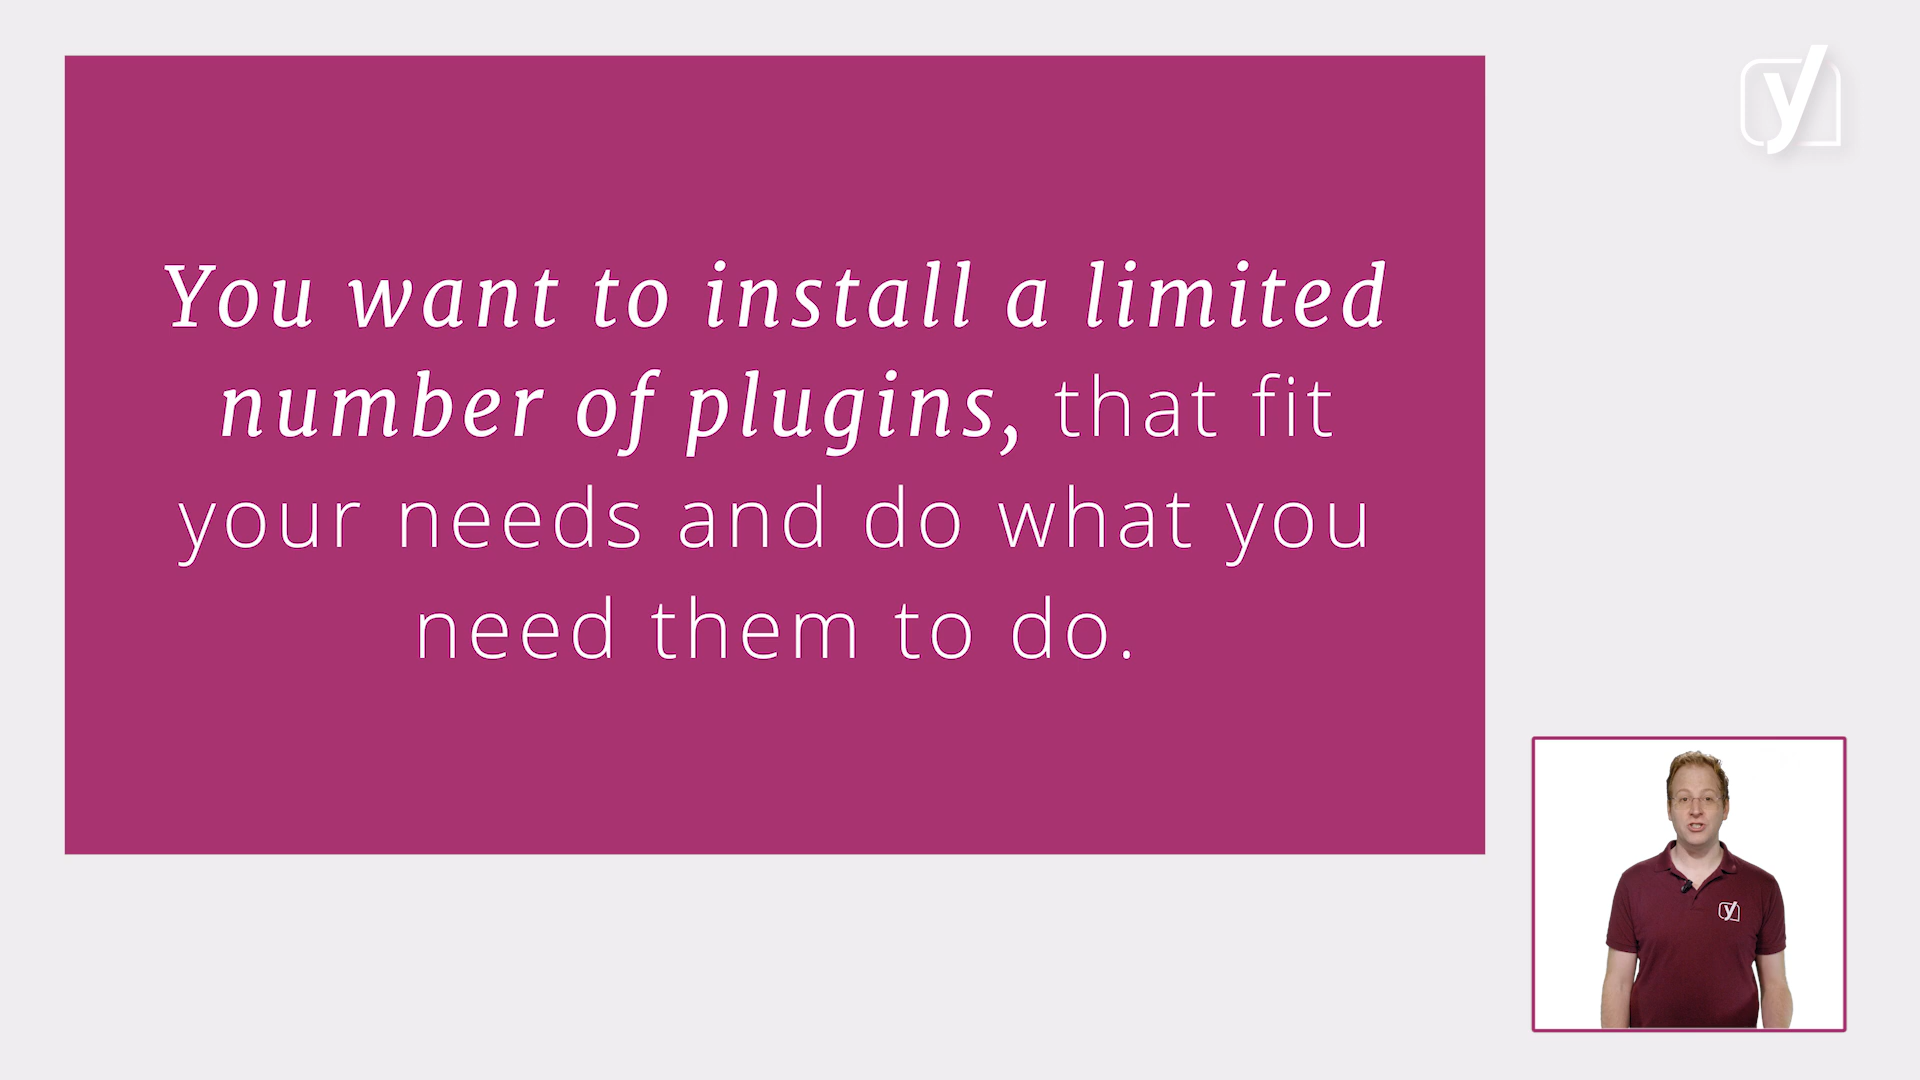 You want to install a limited
number of plugins, that fit
your needs and do what you
need them to do.
y
y